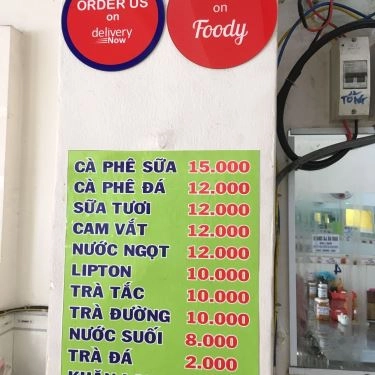 ORDER US
on
delivery
Now
on
Foody
CÀ PHÊ SỮA 15.000
CÀ PHÊ ĐÁ 12.000
SỮA TƯƠI 12.000
CAM VẮT 12.000
NƯỚC NGỌT 12.000
LIPTON 10.000
TRÀ TẮC 10.000
TRÀ ĐƯỜNG 10.000
NƯỚC SUỐI 8.000
TRÀ ĐÁ 2.000
TỔNG